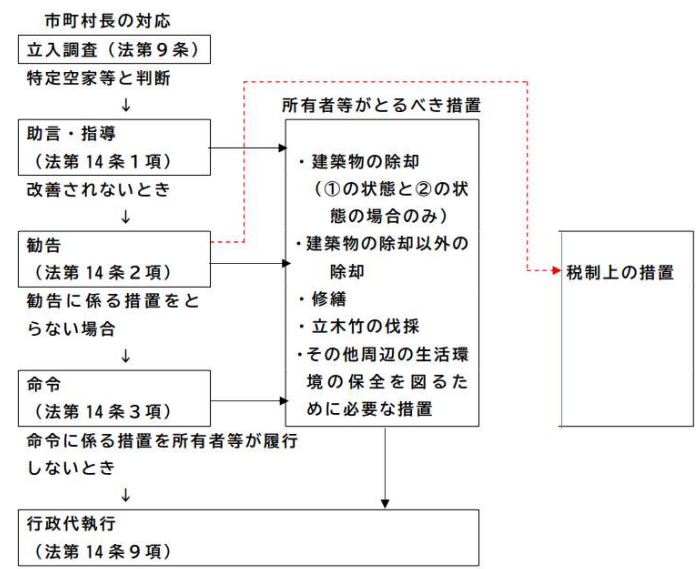 市町村長の対応
立入調査（法第９条）
特定空家等と判断
↓
助言・指導
（法第 14 条１項）
改善されないとき
↓
勧告
（法第 14 条２項）
勧告に係る措置をと
らない場合
↓
命令
（法第 14 条３項）
命令に係る措置を所有者等が履行
しないとき
↓
行政代執行
（法第 14 条９項）
所有者等がとるべき措置
・建築物の除却
（①の状態と②の状
態の場合のみ）
・建築物の除却以外の
除却
・修繕
・立木竹の伐採
・その他周辺の生活環
境の保全を図るた
めに必要な措置
税制上の措置